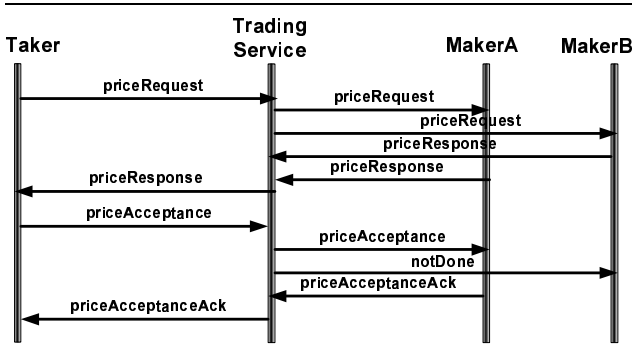 Taker
Trading
Service
MakerA
MakerB
priceRequest
priceRequest
priceRequest
priceResponse
priceResponse
priceResponse
priceAcceptance
priceAcceptance
notDone
priceAcceptanceAck
priceAcceptanceAck